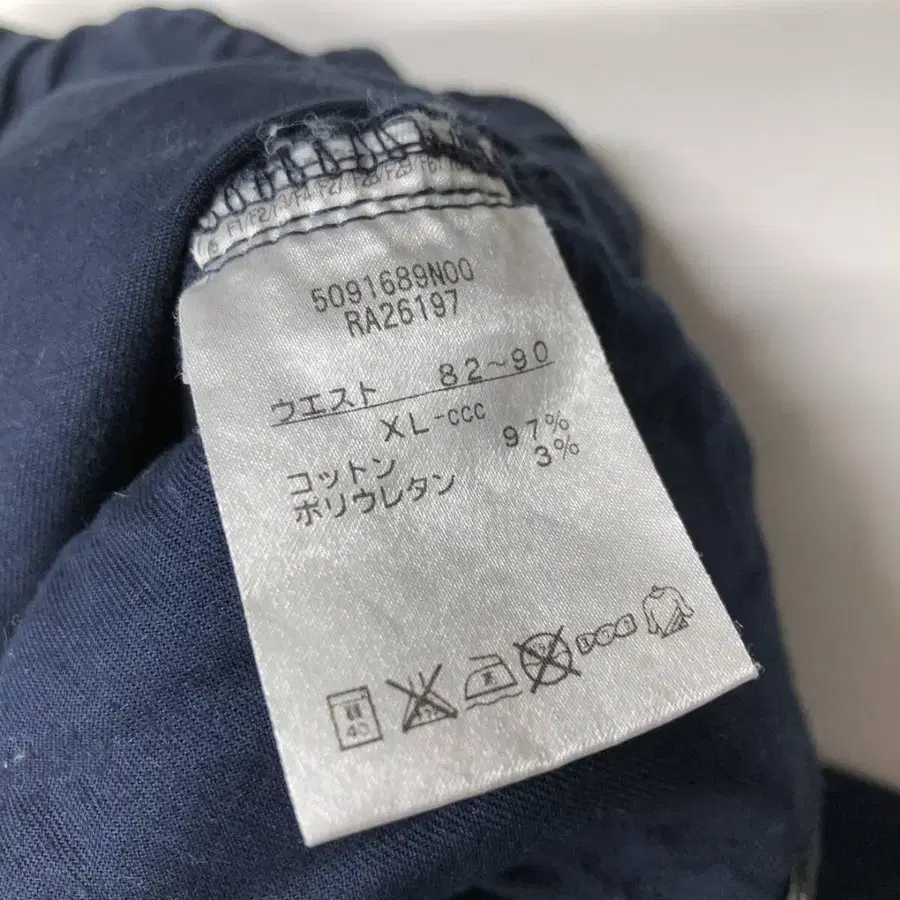 5091689N00
RA26197
ウエスト 82~90
XL-CCC
コットン 97%
ポリウレタン 3%
40